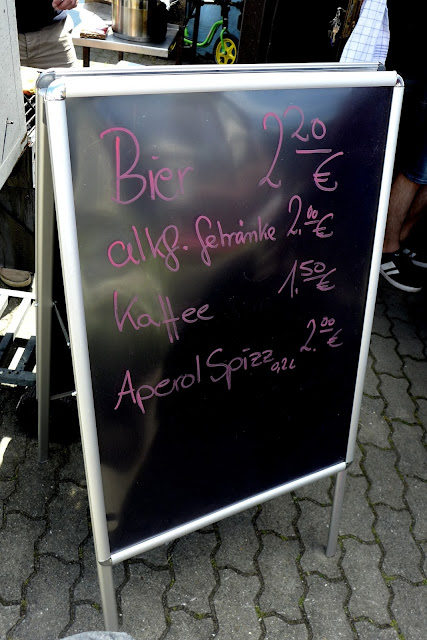 Bier 2.20 €
alkf. Getränke 2.00 €
Kaffee 1.50 €
Aperol Spizz 0,2l 2.00 €